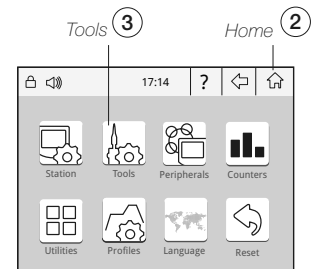 Tools 3 Home 2
17:14 ?
Station Tools Peripherals Counters
Utilities Profiles Language Reset